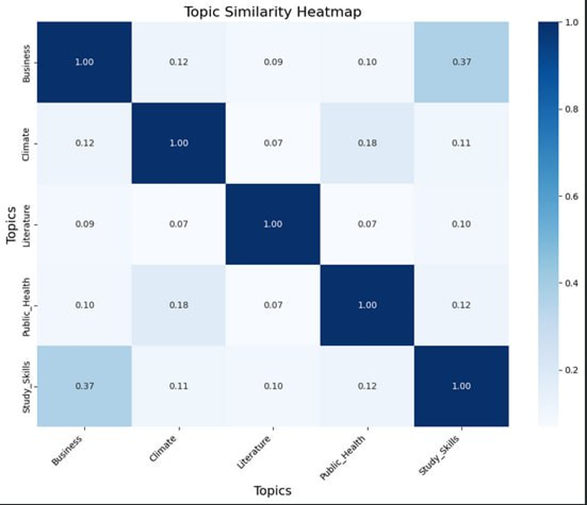 Topic Similarity Heatmap
Business 1.00 0.12 0.09 0.10 0.37
Climate 0.12 1.00 0.07 0.18 0.11
Literature 0.09 0.07 1.00 0.07 0.10
Public_Health 0.10 0.18 0.07 1.00 0.12
Study_Skills 0.37 0.11 0.10 0.12 1.00
Topics
Business Climate Literature Public_Health Study_Skills
Topics
1.0
0.8
0.6
0.4
0.2